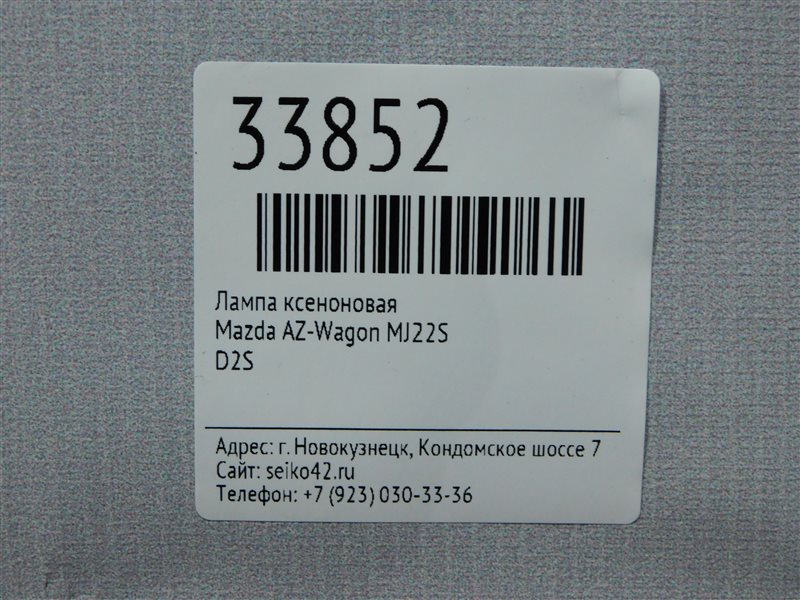 33852
Лампа ксеноновая
Mazda AZ-Wagon MJ22S
D2S
Адрес: г. Новокузнецк, Кондомское шоссе 7
Сайт: seiko42.ru
Телефон: +7 (923) 030-33-36